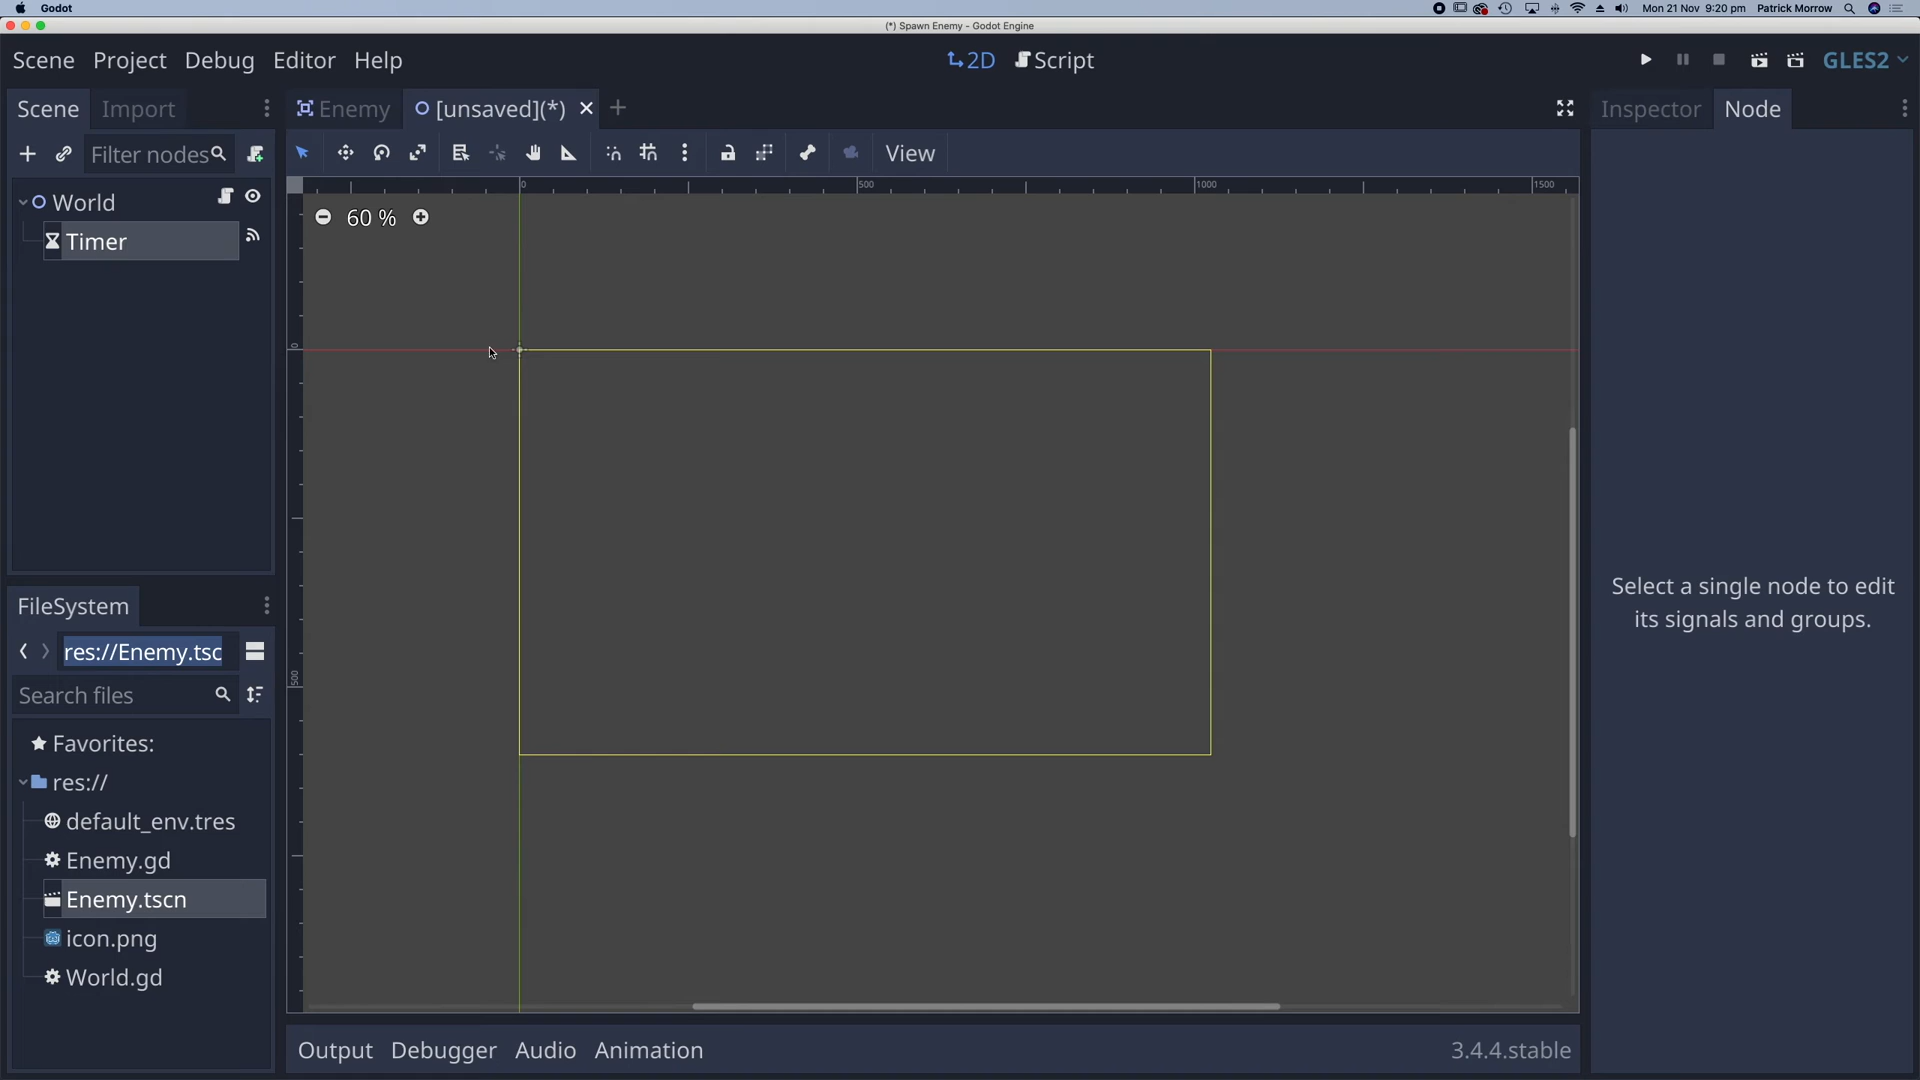 Godot
Mon 21 Nov 9:20 pm Patrick Morrow
(*) Spawn Enemy - Godot Engine
Scene Project Debug Editor Help
2D Script
GLES2
Scene Import
Enemy [unsaved](*)
Inspector Node
Filter nodes
View
0 500 1000 1500
World
60 %
Timer
0
500
Select a single node to edit
its signals and groups.
FileSystem
res://Enemy.tsc
Search files
Favorites:
res://
default_env.tres
Enemy.gd
Enemy.tscn
icon.png
World.gd
Output Debugger Audio Animation
3.4.4.stable